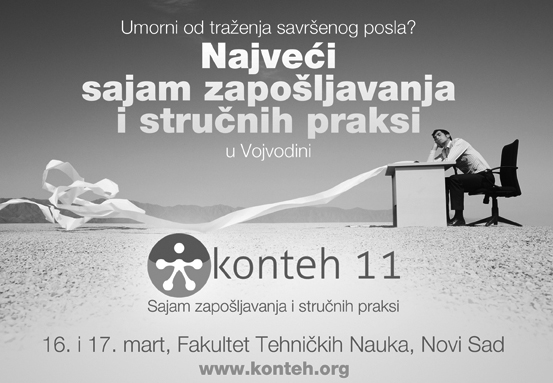 Umorni od traženja savršenog posla?
Najveći
sajam zapošljavanja
i stručnih praksi
u Vojvodini
konteh 11
Sajam zapošljavanja i stručnih praksi
16. i 17. mart, Fakultet Tehničkih Nauka, Novi Sad
www.konteh.org